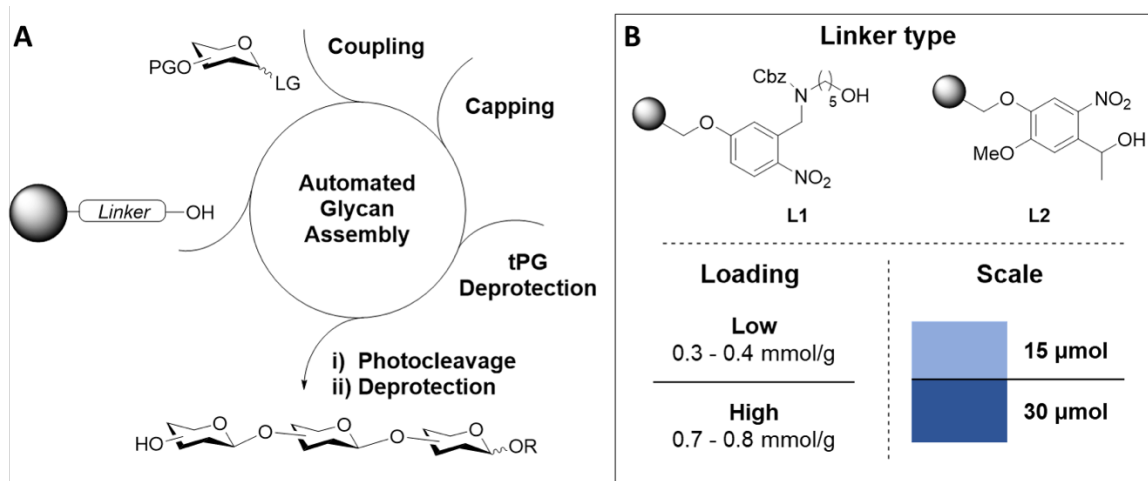 A
PGO
O
LG
Coupling
Capping
Linker
OH
Automated
Glycan
Assembly
tPG
Deprotection
i) Photocleavage
ii) Deprotection
HO
O
O
O
O
O
OR
B
Linker type
Cbz
N
( )5
OH
O
NO2
L1
O
NO2
MeO
OH
L2
Loading
Low
0.3 - 0.4 mmol/g
High
0.7 - 0.8 mmol/g
Scale
15 µmol
30 µmol